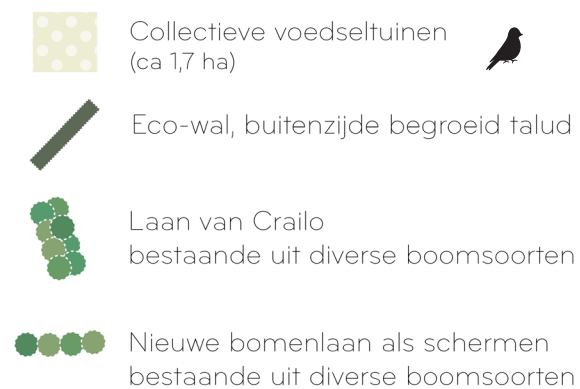 Collectieve voedseltuinen
(ca 1,7 ha)
Eco-wal, buitenzijde begroeid talud
Laan van Crailo
bestaande uit diverse boomsoorten
Nieuwe bomenlaan als schermen
bestaande uit diverse boomsoorten